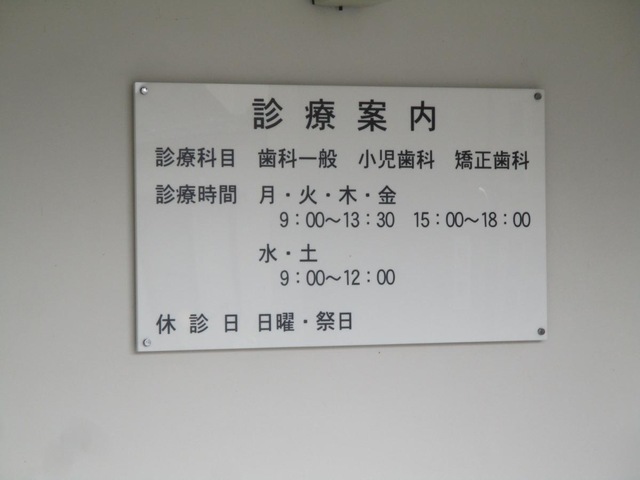 診療案内
診療科目 歯科一般 小児歯科 矯正歯科
診療時間 月・火・木・金
9：00～13：30 15：00～18：00
水・土
9：00～12：00
休診日 日曜・祭日